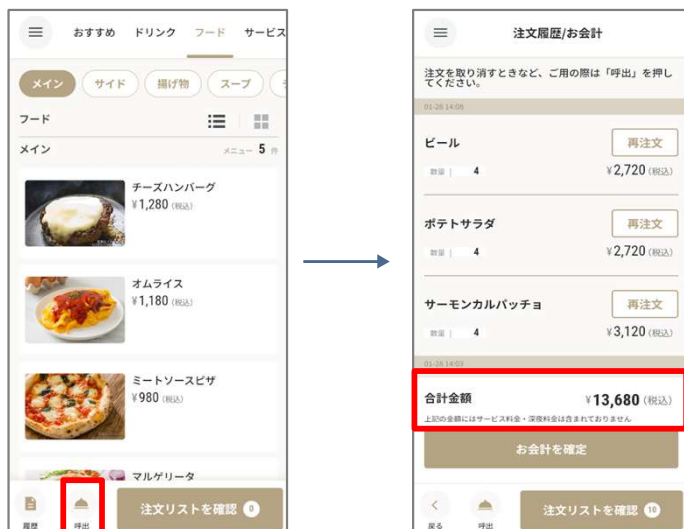 おすすめ ドリンク フード サービス
メイン サイド 揚げ物 スープ
フード
メイン メニュー 5 件
チーズハンバーグ
¥1,280 (税込)
オムライス
¥1,180 (税込)
ミートソースピザ
¥980 (税込)
マルゲリータ
履歴 呼出 注文リストを確認 0
注文履歴/お会計
注文を取り消すときなど、ご用の際は「呼出」を押し
てください。
01-28 14:08
ビール 再注文
数量 | 4 ¥2,720 (税込)
ポテトサラダ 再注文
数量 | 4 ¥2,720 (税込)
サーモンカルパッチョ 再注文
数量 | 4 ¥3,120 (税込)
01-28 14:03
合計金額 ¥13,680 (税込)
上記の金額にはサービス料金・深夜料金は含まれておりません
お会計を確定
戻る 呼出 注文リストを確認 10